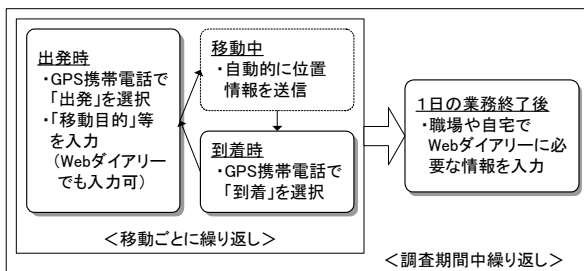 出発時
・GPS携帯電話で
「出発」を選択
・「移動目的」等
を入力
（Webダイアリー
でも入力可）
移動中
・自動的に位置
情報を送信
到着時
・GPS携帯電話で
「到着」を選択
＜移動ごとに繰り返し＞
1日の業務終了後
・職場や自宅で
Webダイアリーに必
要な情報を入力
＜調査期間中繰り返し＞